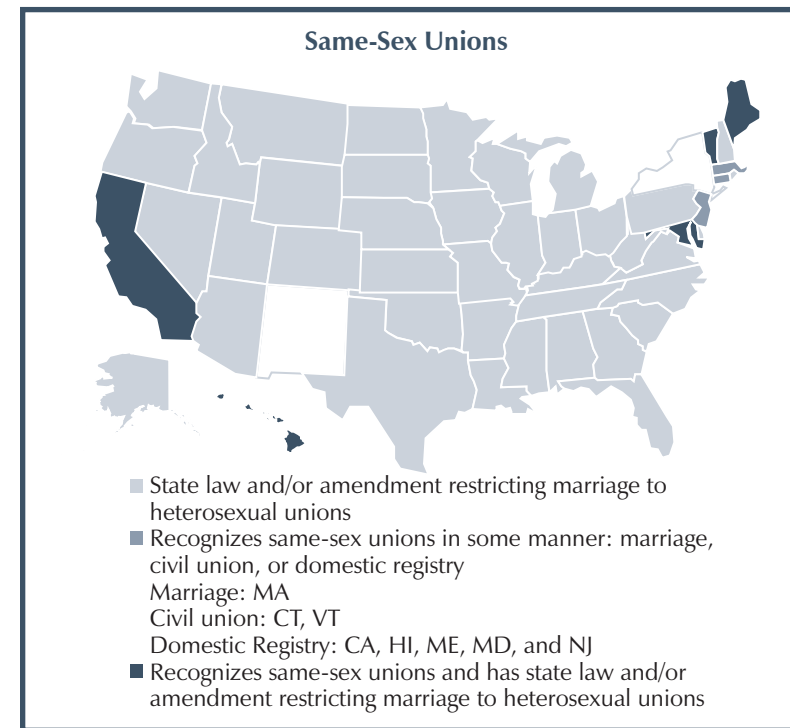 Same-Sex Unions
State law and/or amendment restricting marriage to
heterosexual unions
Recognizes same-sex unions in some manner: marriage,
civil union, or domestic registry
Marriage: MA
Civil union: CT, VT
Domestic Registry: CA, HI, ME, MD, and NJ
Recognizes same-sex unions and has state law and/or
amendment restricting marriage to heterosexual unions